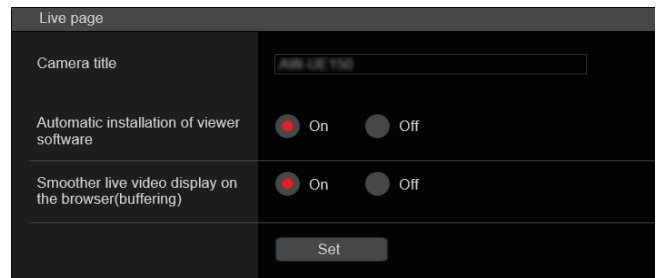 Live page
Camera title
AW-UE150
Automatic installation of viewer
software
On
Off
Smoother live video display on
the browser(buffering)
On
Off
Set